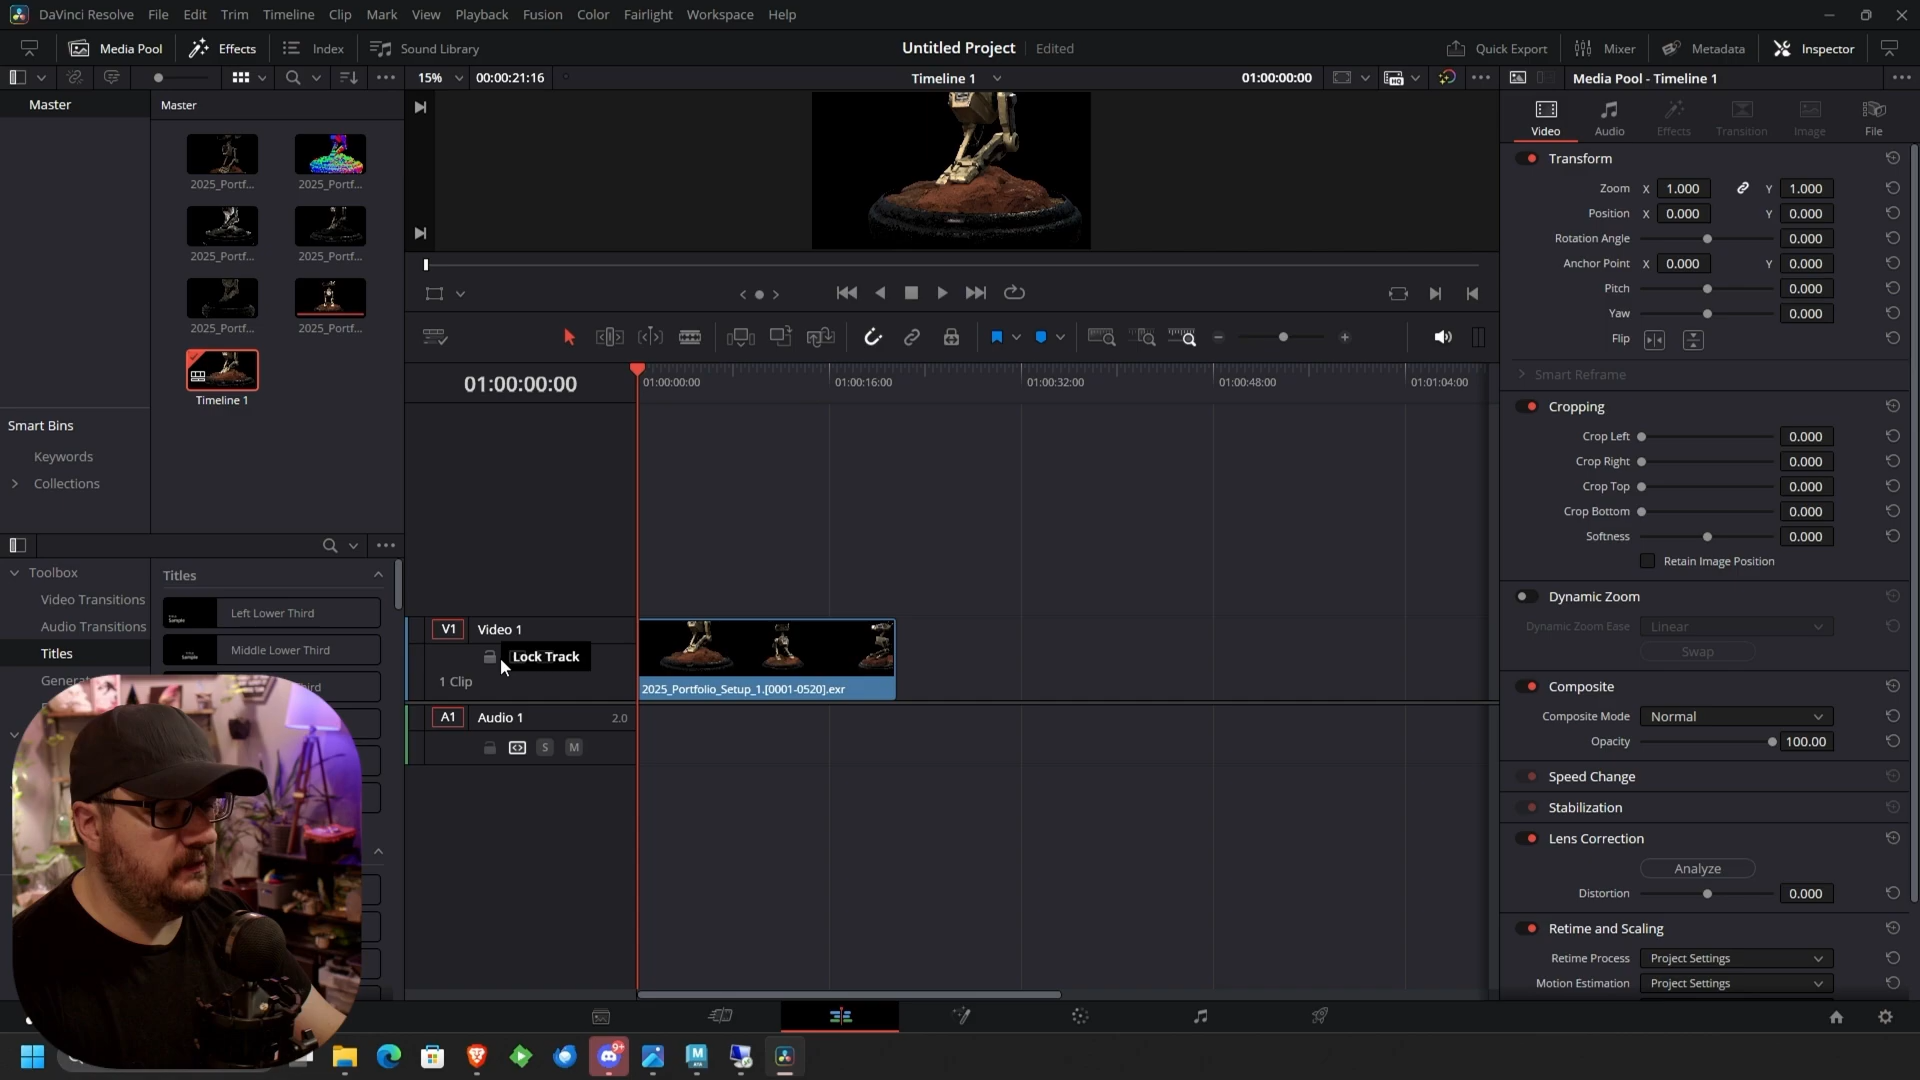 DaVinci Resolve File Edit Trim Timeline Clip Mark View Playback Fusion Color Fairlight Workspace Help
Media Pool Effects Index Sound Library Untitled Project Edited Quick Export Mixer Metadata Inspector
15% 00:00:21:16 Timeline 1 01:00:00:00 Media Pool - Timeline 1
Master Master
Video Audio Effects Transition Image File
2025_Portf... 2025_Portf...
2025_Portf... 2025_Portf...
2025_Portf... 2025_Portf...
Timeline 1
Smart Bins
Keywords
Collections
Toolbox
Video Transitions
Audio Transitions
Titles
Titles
Left Lower Third
Middle Lower Third
01:00:00:00
01:00:00:00 01:00:16:00 01:00:32:00 01:00:48:00 01:01:04:00
V1 Video 1
Lock Track
1 Clip
2025_Portfolio_Setup_1.[0001-0520].exr
A1 Audio 1 2.0
S M
Transform
Zoom X 1.000 Y 1.000
Position X 0.000 Y 0.000
Rotation Angle 0.000
Anchor Point X 0.000 Y 0.000
Pitch 0.000
Yaw 0.000
Flip
Smart Reframe
Cropping
Crop Left 0.000
Crop Right 0.000
Crop Top 0.000
Crop Bottom 0.000
Softness 0.000
Retain Image Position
Dynamic Zoom
Dynamic Zoom Ease Linear
Swap
Composite
Composite Mode Normal
Opacity 100.00
Speed Change
Stabilization
Lens Correction
Analyze
Distortion 0.000
Retime and Scaling
Retime Process Project Settings
Motion Estimation Project Settings
9+